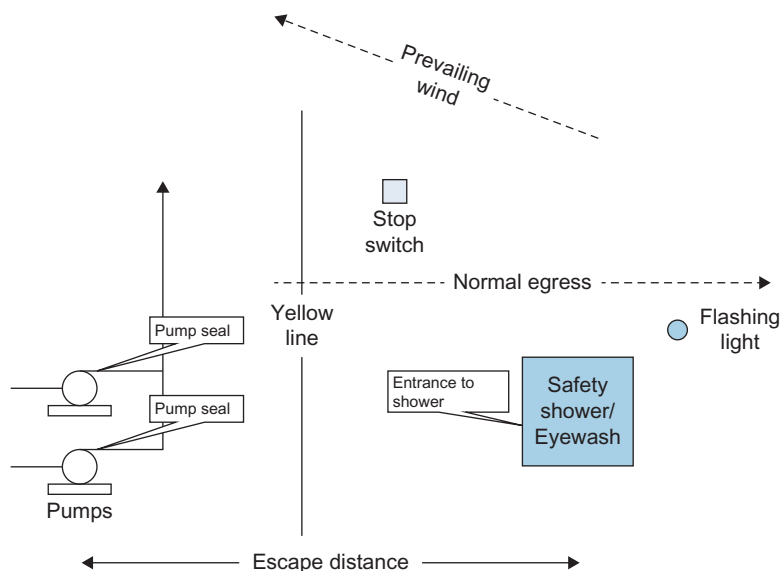 Prevailing
wind
Stop
switch
Normal egress
Yellow
line
Flashing
light
Pump seal
Entrance to
shower
Safety
shower/
Eyewash
Pump seal
Pumps
Escape distance